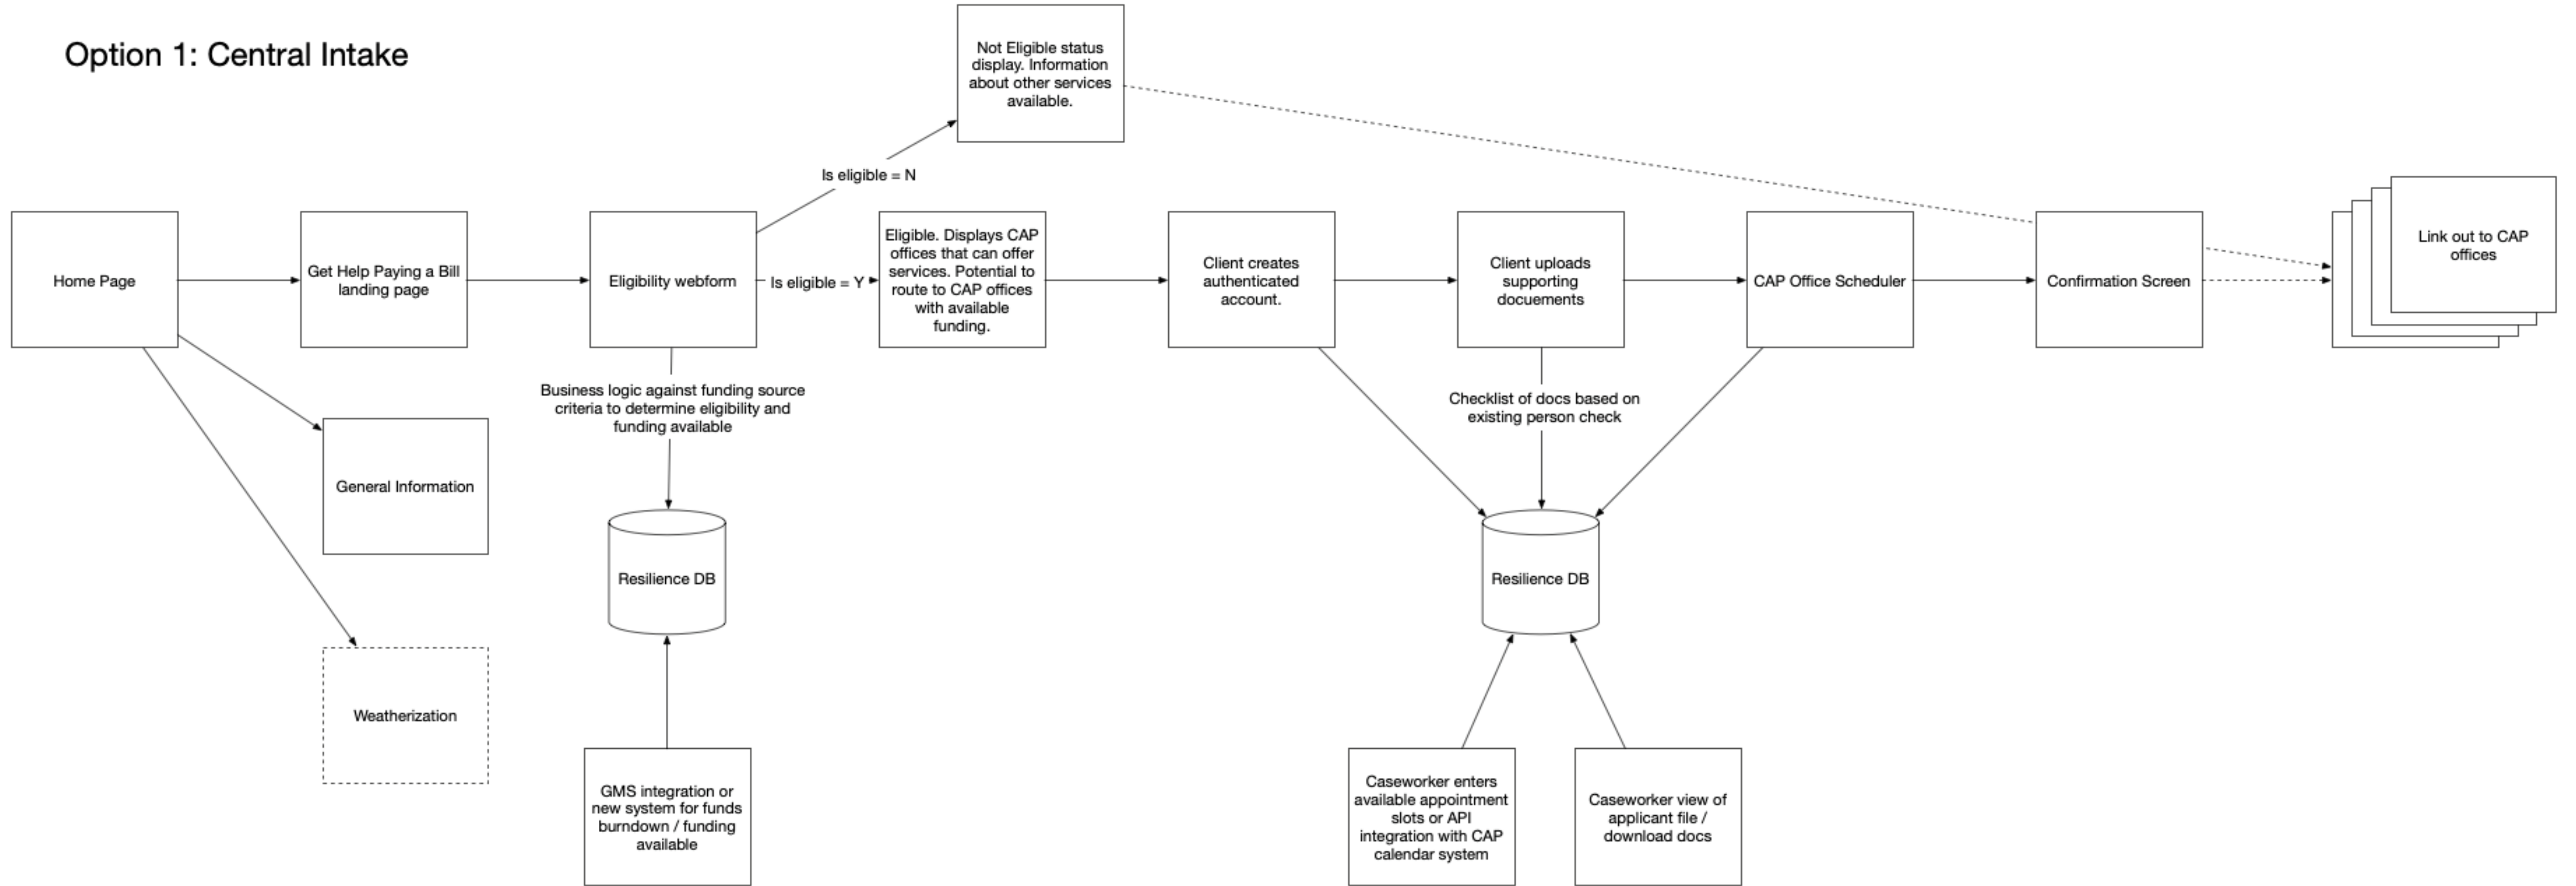 Option 1: Central Intake
Not Eligible status
display. Information
about other services
available.
Is eligible = N
Home Page
Get Help Paying a Bill
landing page
Eligibility webform
Is eligible = Y
Eligible. Displays CAP
offices that can offer
services. Potential to
route to CAP offices
with available
funding.
Client creates
authenticated
account.
Client uploads
supporting
docuements
CAP Office Scheduler
Confirmation Screen
Link out to CAP
offices
Business logic against funding source
criteria to determine eligibility and
funding available
Checklist of docs based on
existing person check
General Information
Resilience DB
Resilience DB
Weatherization
GMS integration or
new system for funds
burndown / funding
available
Caseworker enters
available appointment
slots or API
integration with CAP
calendar system
Caseworker view of
applicant file /
download docs